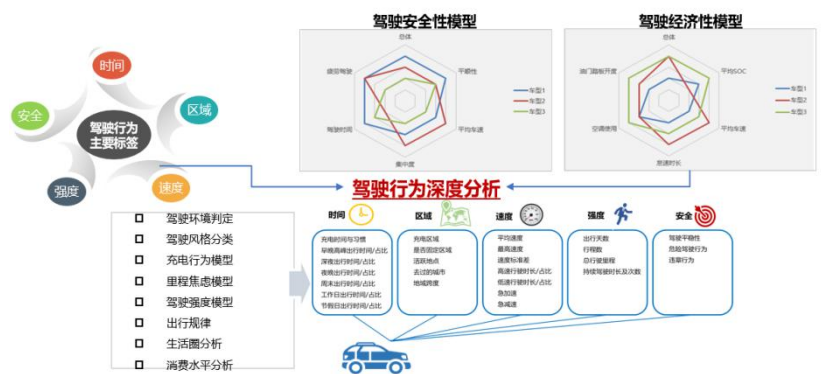 时间
安全
区域
驾驶行为
主要标签
强度
速度
驾驶安全性模型
总体
疲劳驾驶
平顺性
车型1
车型2
车型3
驾驶时间
平均车速
集中度
驾驶经济性模型
总体
油门踏板开度
平均SOC
车型1
车型2
车型3
空调使用
平均车速
怠速时长
驾驶行为深度分析
驾驶环境判定
驾驶风格分类
充电行为模型
里程焦虑模型
驾驶强度模型
出行规律
生活圈分析
消费水平分析
时间
充电时间与习惯
早晚高峰出行时间/占比
深夜出行时间/占比
夜晚出行时间/占比
周末出行时间/占比
工作日出行时间/占比
节假日出行时间/占比
区域
充电区域
是否固定区域
活跃地点
去过的城市
地域跨度
速度
平均速度
最高速度
速度标准差
高速行驶时长/占比
低速行驶时长/占比
急加速
急减速
强度
出行天数
行程数
总行驶里程
持续驾驶时长及次数
安全
驾驶平稳性
危险驾驶行为
违章行为